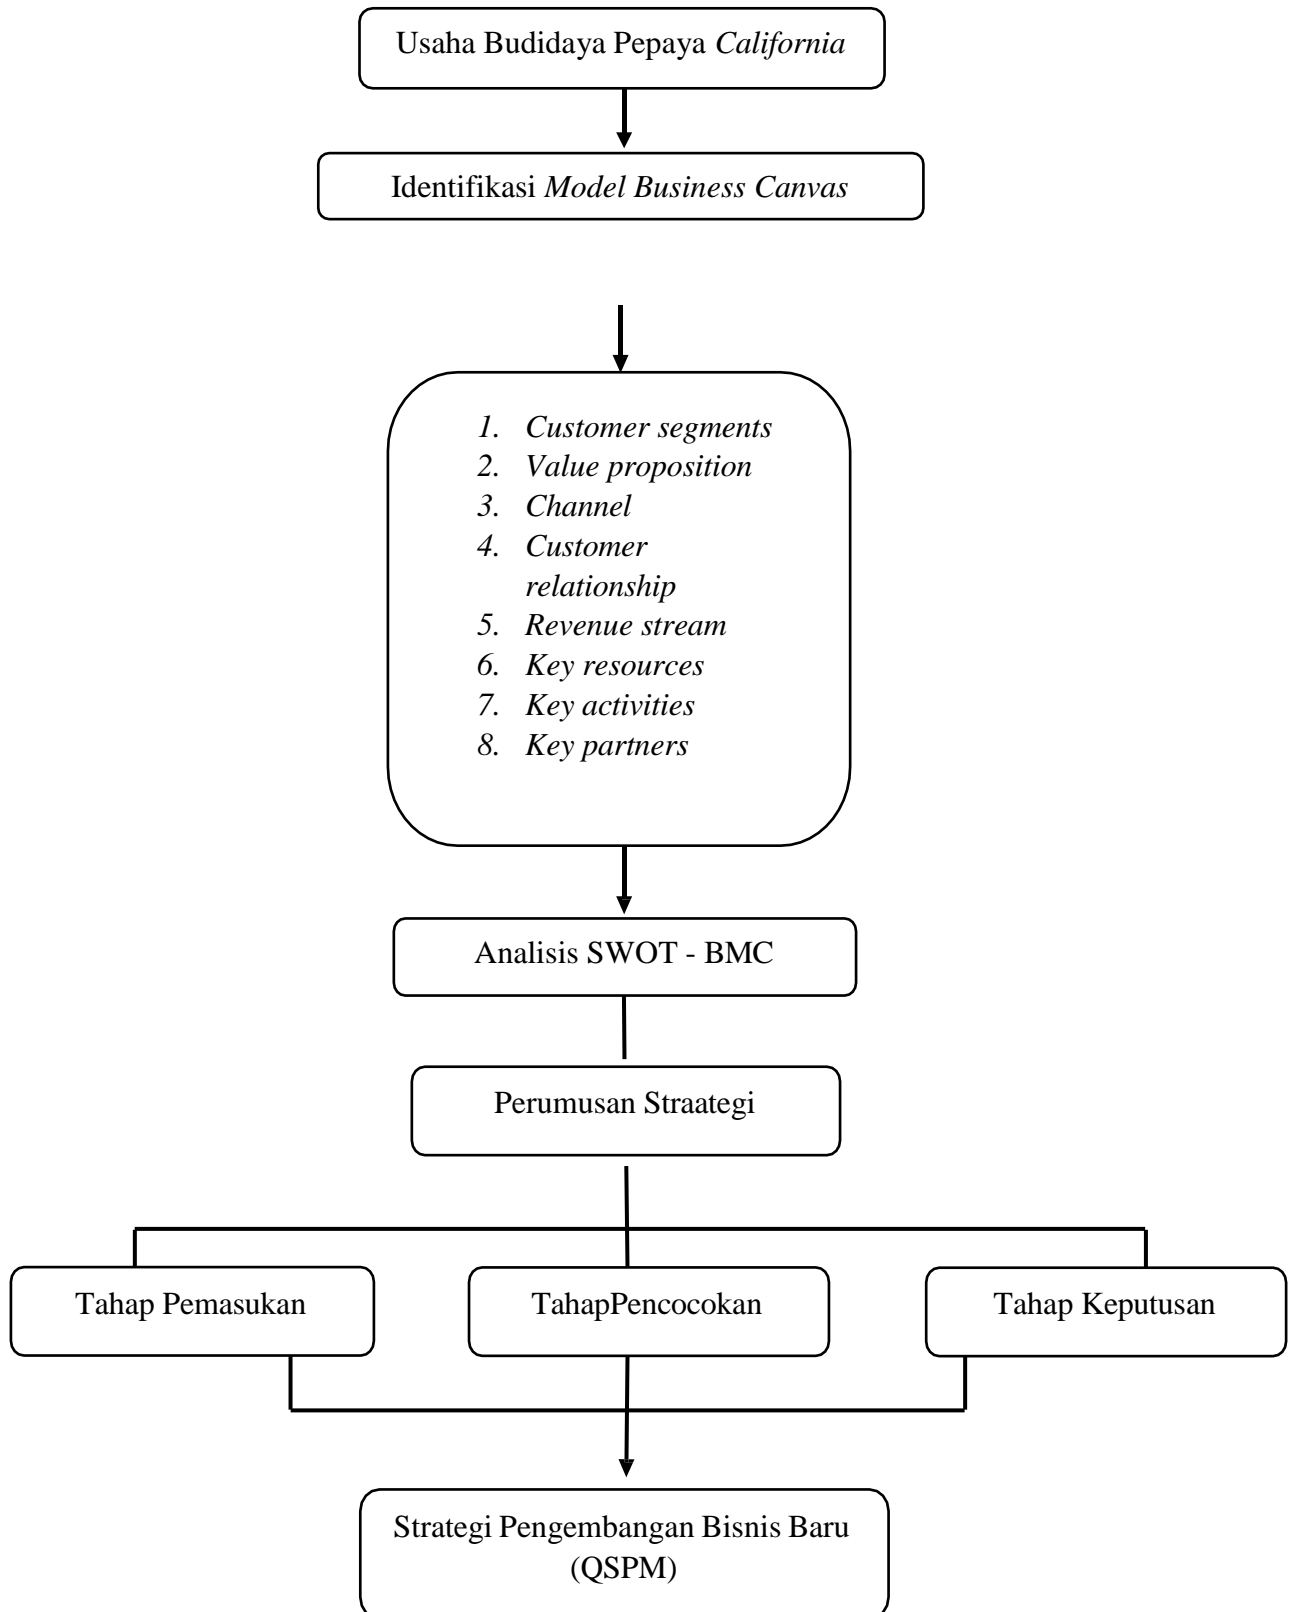 Usaha Budidaya Pepaya California
Identifikasi Model Business Canvas
1. Customer segments
2. Value proposition
3. Channel
4. Customer
relationship
5. Revenue stream
6. Key resources
7. Key activities
8. Key partners
Analisis SWOT - BMC
Perumusan Straategi
Tahap Pemasukan
TahapPencocokan
Tahap Keputusan
Strategi Pengembangan Bisnis Baru
(QSPM)